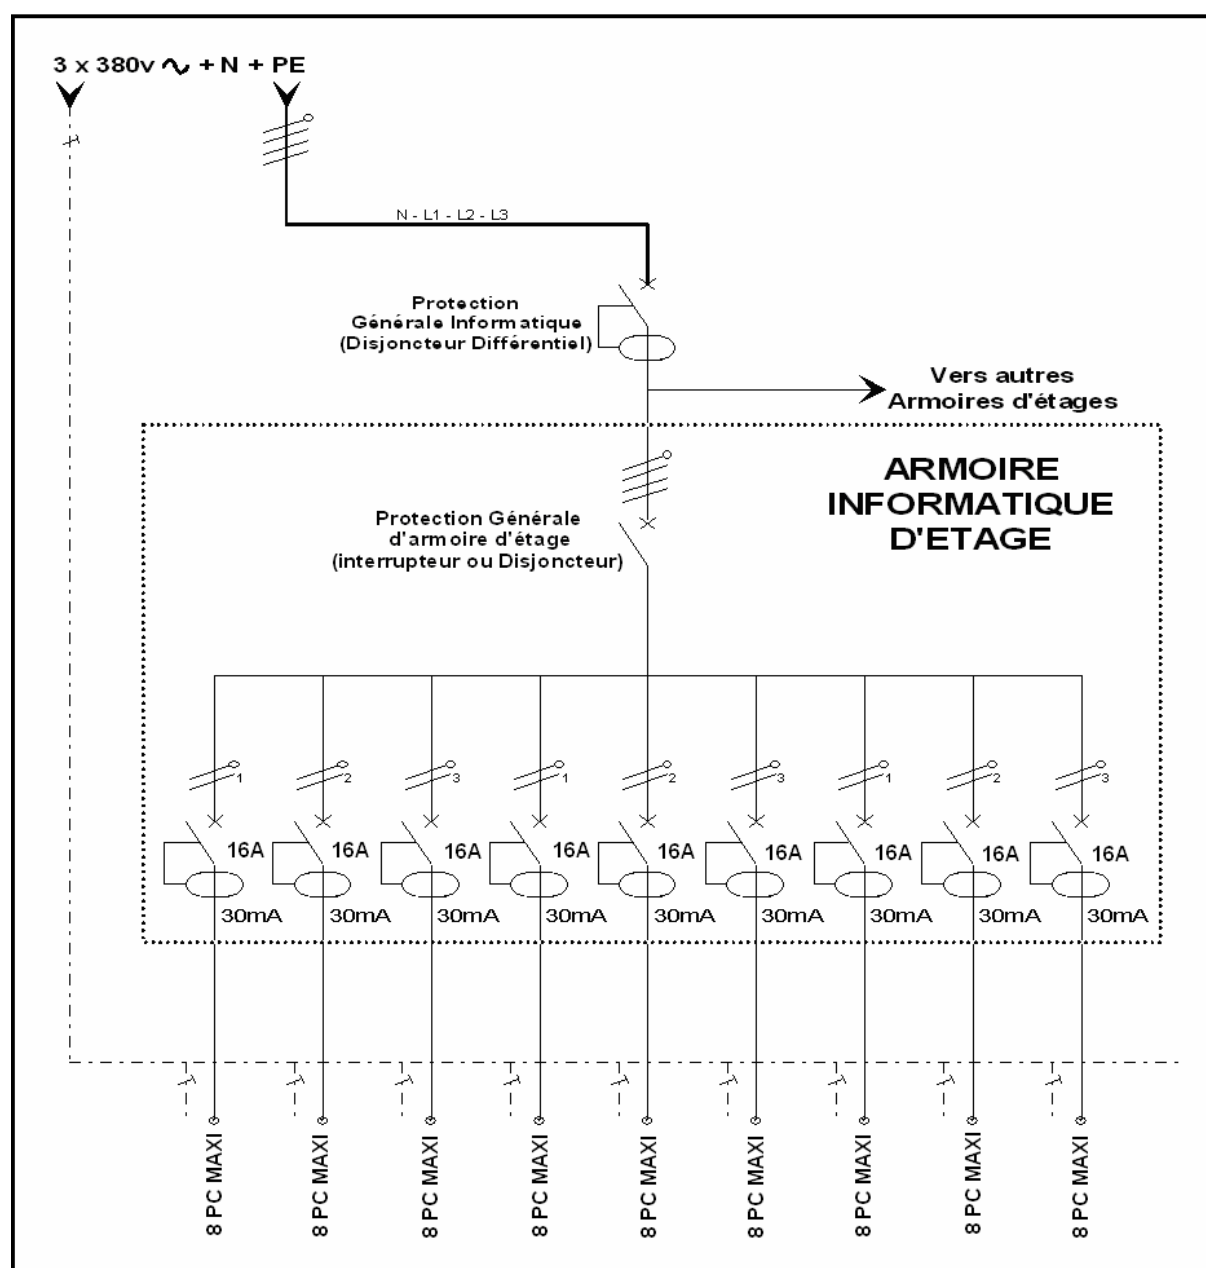 3 x 380v ∿ + N + PE
N - L1 - L2 - L3
Protection
Générale Informatique
(Disjoncteur Différentiel)
Vers autres
Armoires d'étages
ARMOIRE
INFORMATIQUE
D'ETAGE
Protection Générale
d'armoire d'étage
(interrupteur ou Disjoncteur)
1 2 3 1 2 3 1 2 3
16A 16A 16A 16A 16A 16A 16A 16A 16A
30mA 30mA 30mA 30mA 30mA 30mA 30mA 30mA 30mA
8 PC MAXI
8 PC MAXI
8 PC MAXI
8 PC MAXI
8 PC MAXI
8 PC MAXI
8 PC MAXI
8 PC MAXI
8 PC MAXI